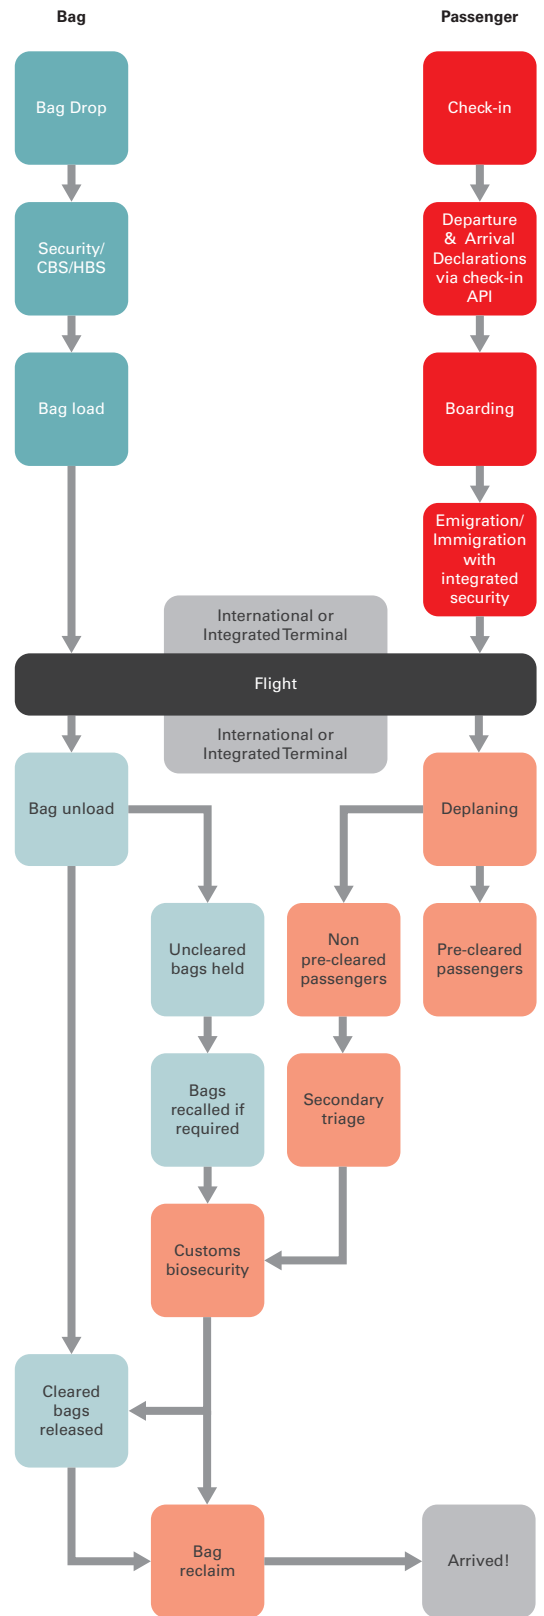 Bag
Passenger
Bag Drop
Check-in
Security/
CBS/HBS
Departure
& Arrival
Declarations
via check-in
API
Bag load
Boarding
Emigration/
Immigration
with
integrated
security
International or
Integrated Terminal
Flight
International or
Integrated Terminal
Bag unload
Deplaning
Uncleared
bags held
Non
pre-cleared
passengers
Pre-cleared
passengers
Bags
recalled if
required
Secondary
triage
Customs
biosecurity
Cleared
bags
released
Bag
reclaim
Arrived!